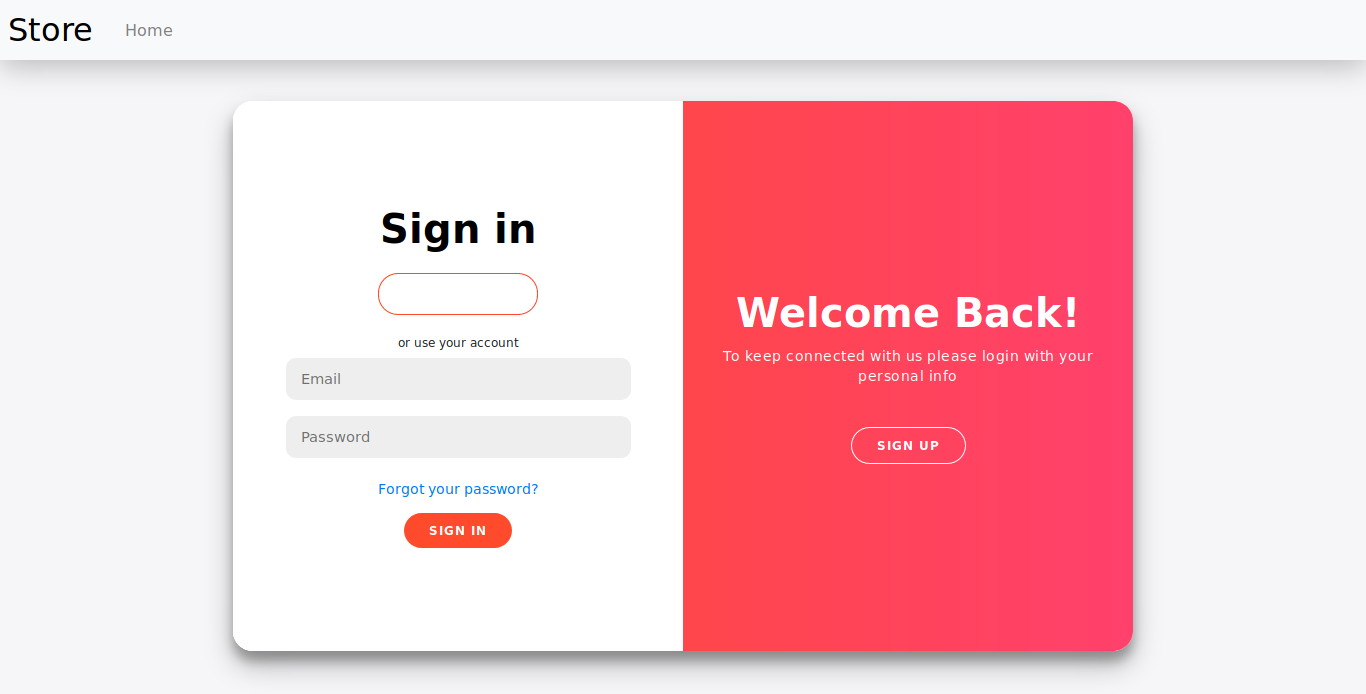 Store
Home
Sign in
or use your account
Email
Password
Forgot your password?
SIGN IN
Welcome Back!
To keep connected with us please login with your
personal info
SIGN UP